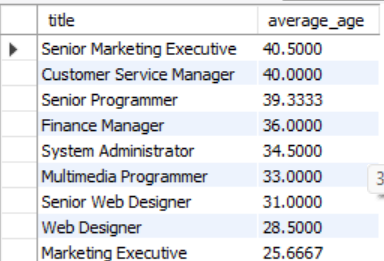 title average_age
Senior Marketing Executive 40.5000
Customer Service Manager 40.0000
Senior Programmer 39.3333
Finance Manager 36.0000
System Administrator 34.5000
Multimedia Programmer 33.0000
3
Senior Web Designer 31.0000
Web Designer 28.5000
Marketing Executive 25.6667